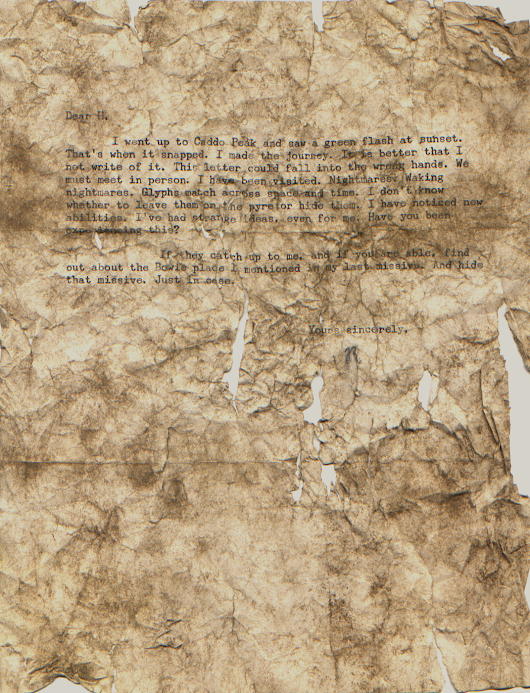 Dear H,
I went up to Caddo Peak and saw a green flash at sunset.
That's when it snapped. I made the journey. It is better that I
not write of it. This letter could fall into the wrong hands. We
must meet in person. I have been visited. Nightmares. Waking
nightmares. Glyphs match across space and time. I don't know
whether to leave them on the pyre or hide them. I have noticed new
abilities. I've had strange ideas, even for me. Have you been
experiencing this?
If they catch up to me, and if you are able, find
out about the Bowie place I mentioned in my last missive. And hide
that missive. Just in case.
Yours sincerely,